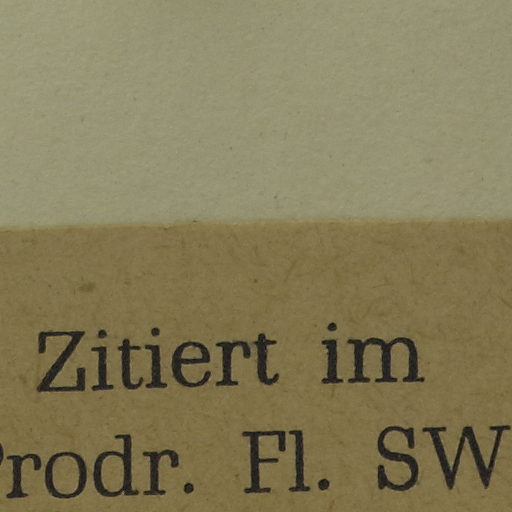 Zitiert im
Prodr. Fl. SW